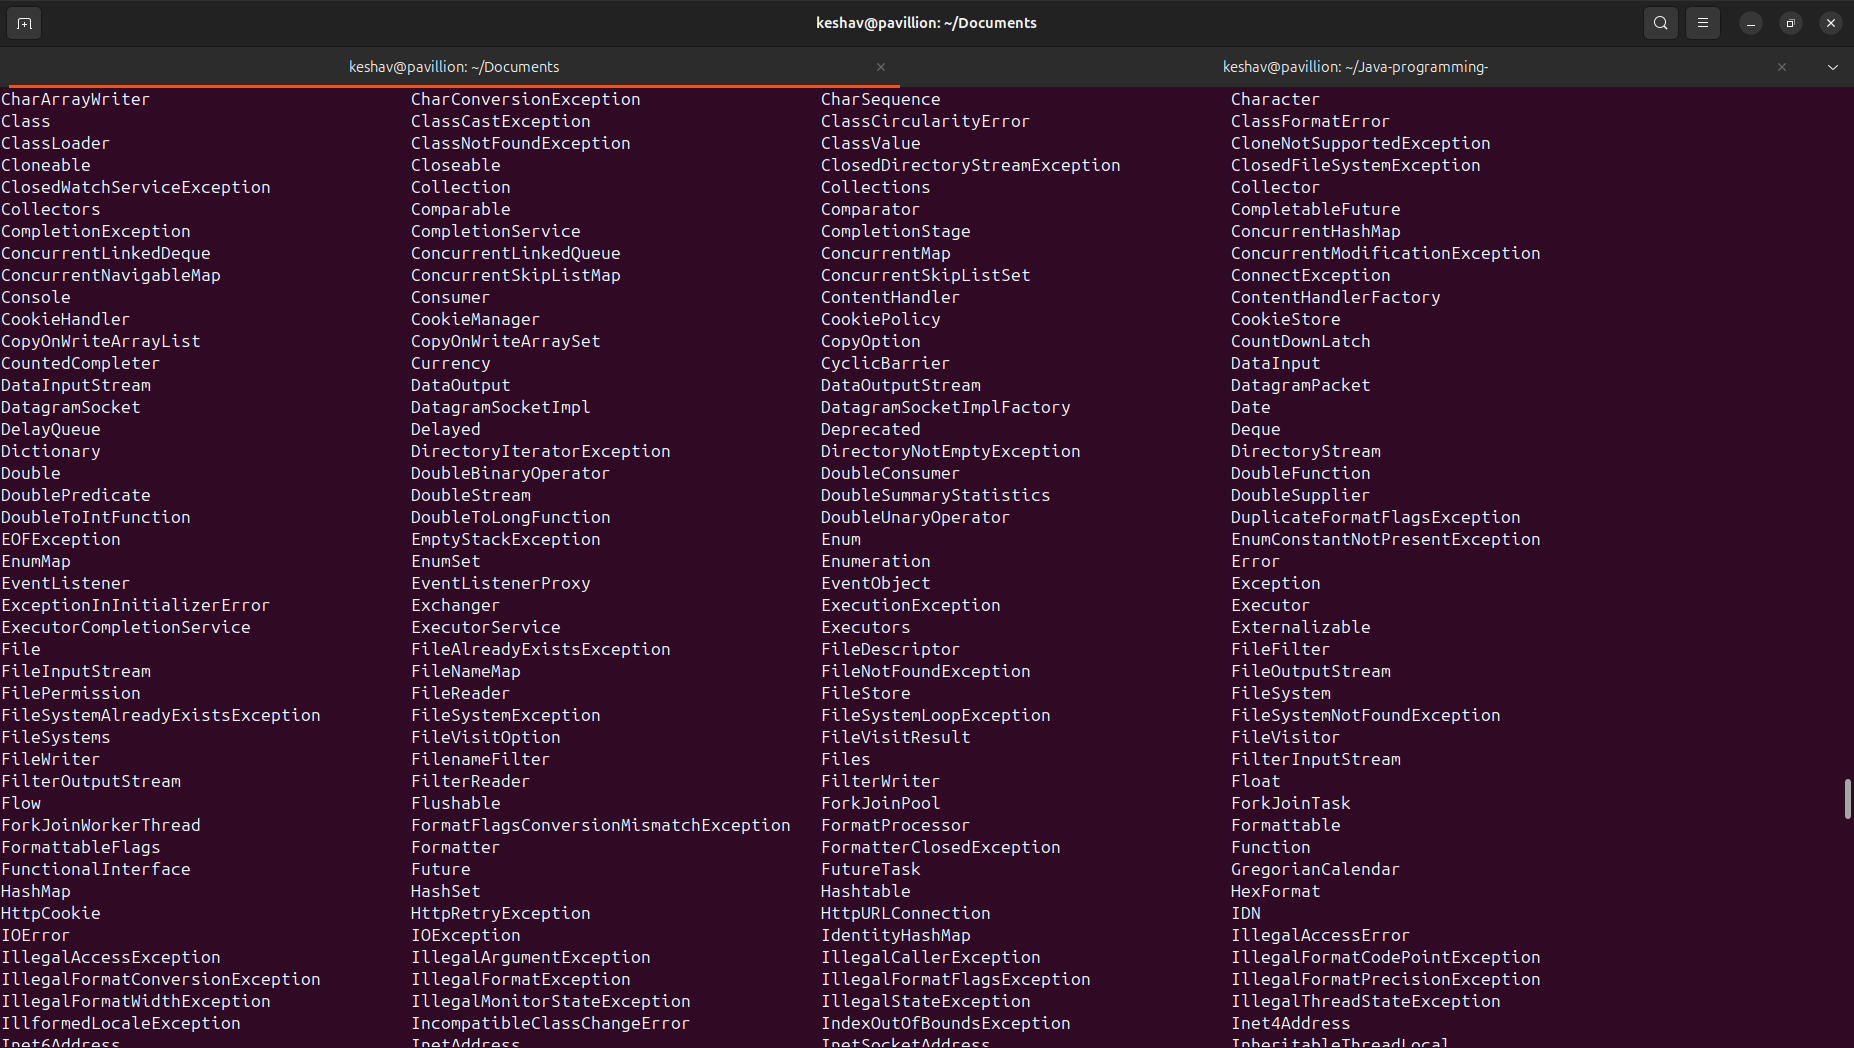 keshav@pavillion: ~/Documents
keshav@pavillion: ~/Documents keshav@pavillion: ~/Java-programming-
CharArrayWriter CharConversionException CharSequence Character
Class ClassCastException ClassCircularityError ClassFormatError
ClassLoader ClassNotFoundException ClassValue CloneNotSupportedException
Cloneable Closeable ClosedDirectoryStreamException ClosedFileSystemException
ClosedWatchServiceException Collection Collections Collector
Collectors Comparable Comparator CompletableFuture
CompletionException CompletionService CompletionStage ConcurrentHashMap
ConcurrentLinkedDeque ConcurrentLinkedQueue ConcurrentMap ConcurrentModificationException
ConcurrentNavigableMap ConcurrentSkipListMap ConcurrentSkipListSet ConnectException
Console Consumer ContentHandler ContentHandlerFactory
CookieHandler CookieManager CookiePolicy CookieStore
CopyOnWriteArrayList CopyOnWriteArraySet CopyOption CountDownLatch
CountedCompleter Currency CyclicBarrier DataInput
DataInputStream DataOutput DataOutputStream DatagramPacket
DatagramSocket DatagramSocketImpl DatagramSocketImplFactory Date
DelayQueue Delayed Deprecated Deque
Dictionary DirectoryIteratorException DirectoryNotEmptyException DirectoryStream
Double DoubleBinaryOperator DoubleConsumer DoubleFunction
DoublePredicate DoubleStream DoubleSummaryStatistics DoubleSupplier
DoubleToIntFunction DoubleToLongFunction DoubleUnaryOperator DuplicateFormatFlagsException
EOFException EmptyStackException Enum EnumConstantNotPresentException
EnumMap EnumSet Enumeration Error
EventListener EventListenerProxy EventObject Exception
ExceptionInInitializerError Exchanger ExecutionException Executor
ExecutorCompletionService ExecutorService Executors Externalizable
File FileAlreadyExistsException FileDescriptor FileFilter
FileInputStream FileNameMap FileNotFoundException FileOutputStream
FilePermission FileReader FileStore FileSystem
FileSystemAlreadyExistsException FileSystemException FileSystemLoopException FileSystemNotFoundException
FileSystems FileVisitOption FileVisitResult FileVisitor
FileWriter FilenameFilter Files FilterInputStream
FilterOutputStream FilterReader FilterWriter Float
Flow Flushable ForkJoinPool ForkJoinTask
ForkJoinWorkerThread FormatFlagsConversionMismatchException FormatProcessor Formattable
FormattableFlags Formatter FormatterClosedException Function
FunctionalInterface Future FutureTask GregorianCalendar
HashMap HashSet Hashtable HexFormat
HttpCookie HttpRetryException HttpURLConnection IDN
IOError IOException IdentityHashMap IllegalAccessError
IllegalAccessException IllegalArgumentException IllegalCallerException IllegalFormatCodePointException
IllegalFormatConversionException IllegalFormatException IllegalFormatFlagsException IllegalFormatPrecisionException
IllegalFormatWidthException IllegalMonitorStateException IllegalStateException IllegalThreadStateException
IllformedLocaleException IncompatibleClassChangeError IndexOutOfBoundsException Inet4Address
Inet6Address InetAddress InetSocketAddress InheritableThreadLocal